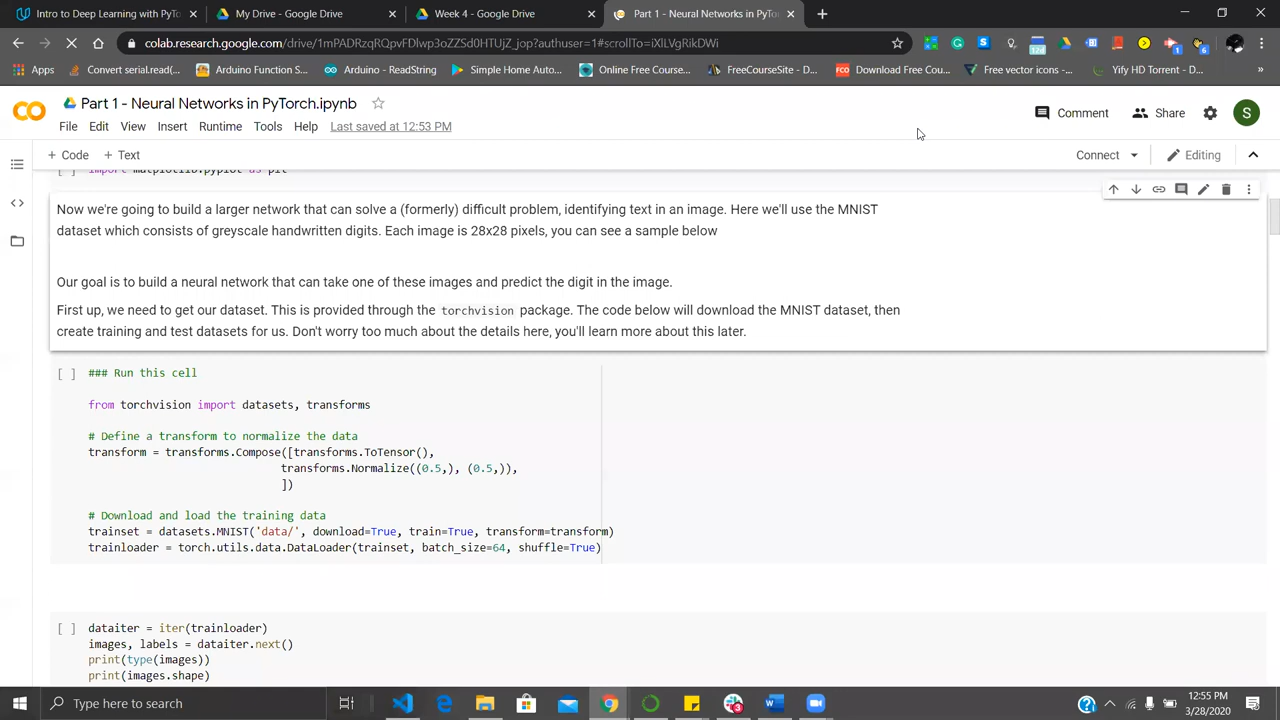 Intro to Deep Learning with PyTo
My Drive - Google Drive
Week 4 - Google Drive
Part 1 - Neural Networks in PyTo
colab.research.google.com/drive/1mPADRzqRQpvFDlwp3oZZSd0HTUjZ_jop?authuser=1#scrollTo=iXlLVgRikDWi
Apps
Convert serial.read(...
Arduino Function S...
Arduino - ReadString
Simple Home Auto...
Online Free Course...
FreeCourseSite - D...
Download Free Cou...
Free vector icons -...
Yify HD Torrent - D...
»
Part 1 - Neural Networks in PyTorch.ipynb
Comment
Share
S
File Edit View Insert Runtime Tools Help Last saved at 12:53 PM
+ Code + Text
Connect
Editing
[ ] import matplotlib.pyplot as plt
Now we're going to build a larger network that can solve a (formerly) difficult problem, identifying text in an image. Here we'll use the MNIST
dataset which consists of greyscale handwritten digits. Each image is 28x28 pixels, you can see a sample below
Our goal is to build a neural network that can take one of these images and predict the digit in the image.
First up, we need to get our dataset. This is provided through the torchvision package. The code below will download the MNIST dataset, then
create training and test datasets for us. Don't worry too much about the details here, you'll learn more about this later.
[ ] ### Run this cell
from torchvision import datasets, transforms
# Define a transform to normalize the data
transform = transforms.Compose([transforms.ToTensor(),
transforms.Normalize((0.5,), (0.5,)),
])
# Download and load the training data
trainset = datasets.MNIST('data/', download=True, train=True, transform=transform)
trainloader = torch.utils.data.DataLoader(trainset, batch_size=64, shuffle=True)
[ ] dataiter = iter(trainloader)
images, labels = dataiter.next()
print(type(images))
print(images.shape)
Type here to search
12:55 PM
3/28/2020